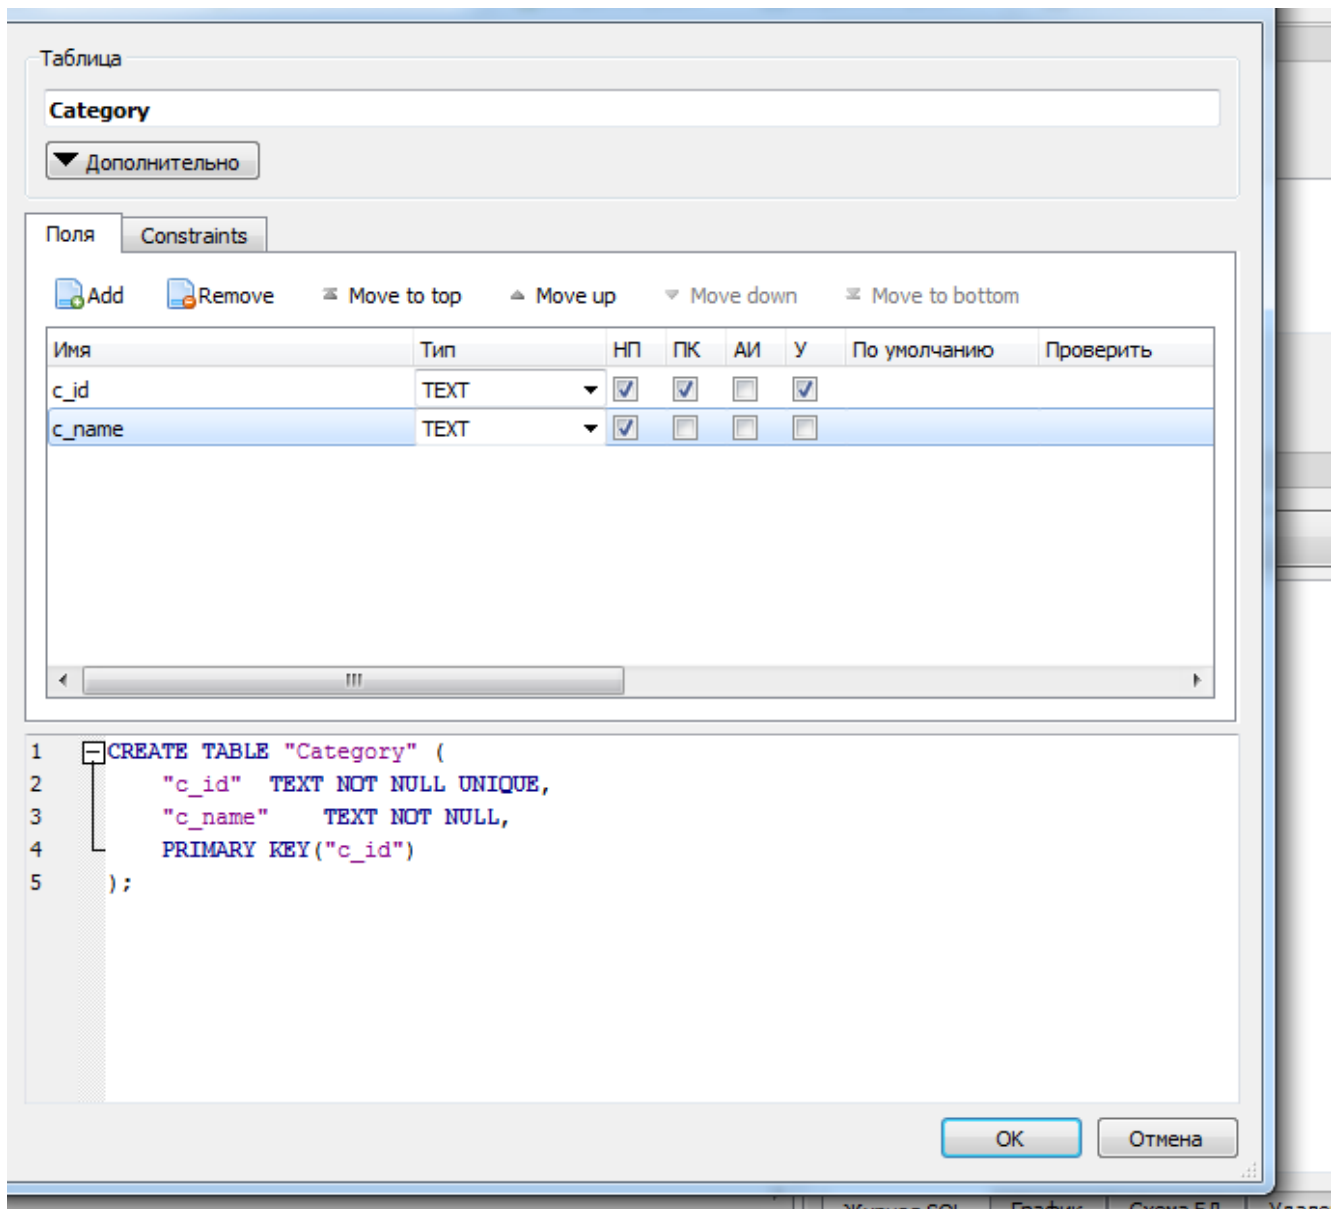 Таблица
Category
Дополнительно
Поля Constraints
Add Remove Move to top Move up Move down Move to bottom
Имя Тип НП ПК АИ У По умолчанию Проверить
c_id TEXT
c_name TEXT
1 CREATE TABLE "Category" (
2 "c_id" TEXT NOT NULL UNIQUE,
3 "c_name" TEXT NOT NULL,
4 PRIMARY KEY("c_id")
5 );
OK Отмена